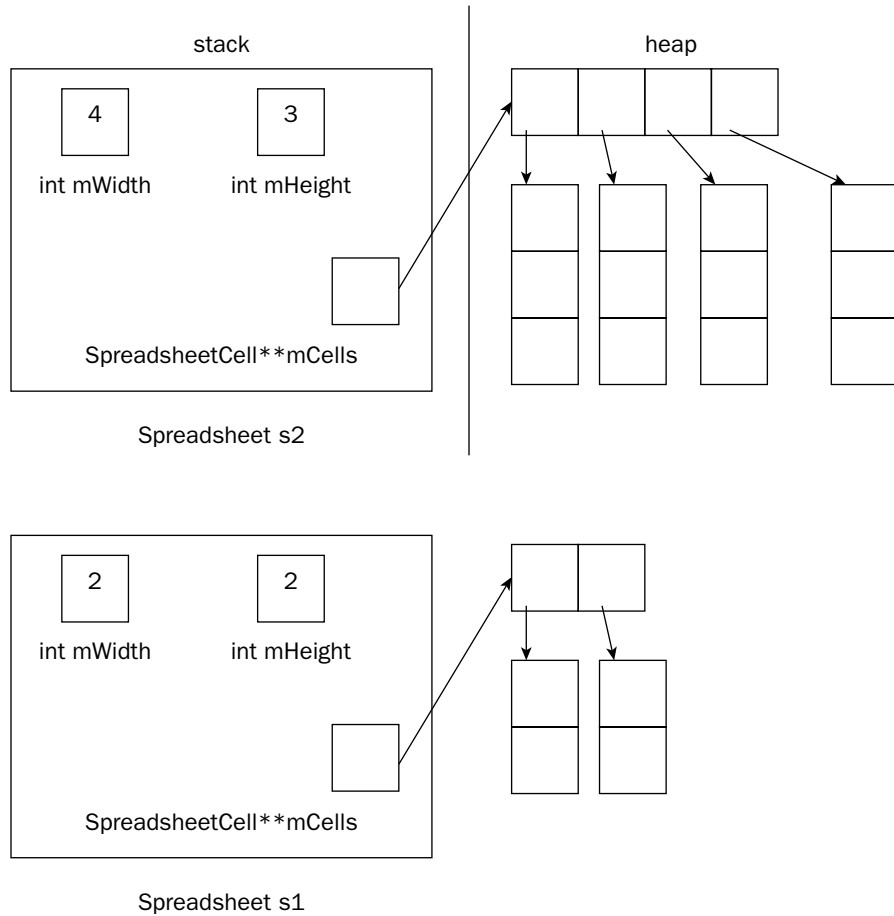 stack
heap
4
3
int mWidth
int mHeight
SpreadsheetCell**mCells
Spreadsheet s2
2
2
int mWidth
int mHeight
SpreadsheetCell**mCells
Spreadsheet s1